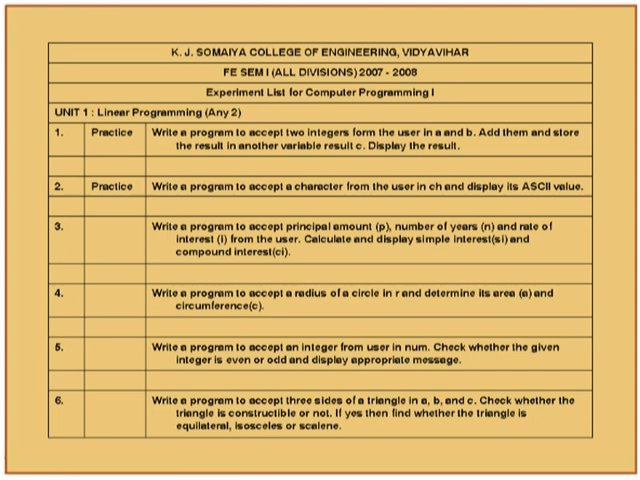 K. J. SOMAIYA COLLEGE OF ENGINEERING, VIDYAVIHAR
FE SEM I (ALL DIVISIONS) 2007 - 2008
Experiment List for Computer Programming I
UNIT 1 : Linear Programming (Any 2)
1. Practice Write a program to accept two integers form the user in a and b. Add them and store
the result in another variable result c. Display the result.
2. Practice Write a program to accept a character from the user in ch and display its ASCII value.
3. Write a program to accept principal amount (p), number of years (n) and rate of
interest (i) from the user. Calculate and display simple interest(si) and
compound interest(ci).
4. Write a program to accept a radius of a circle in r and determine its area (a) and
circumference(c).
5. Write a program to accept an integer from user in num. Check whether the given
integer is even or odd and display appropriate message.
6. Write a program to accept three sides of a triangle in a, b, and c. Check whether the
triangle is constructible or not. If yes then find whether the triangle is
equilateral, isosceles or scalene.